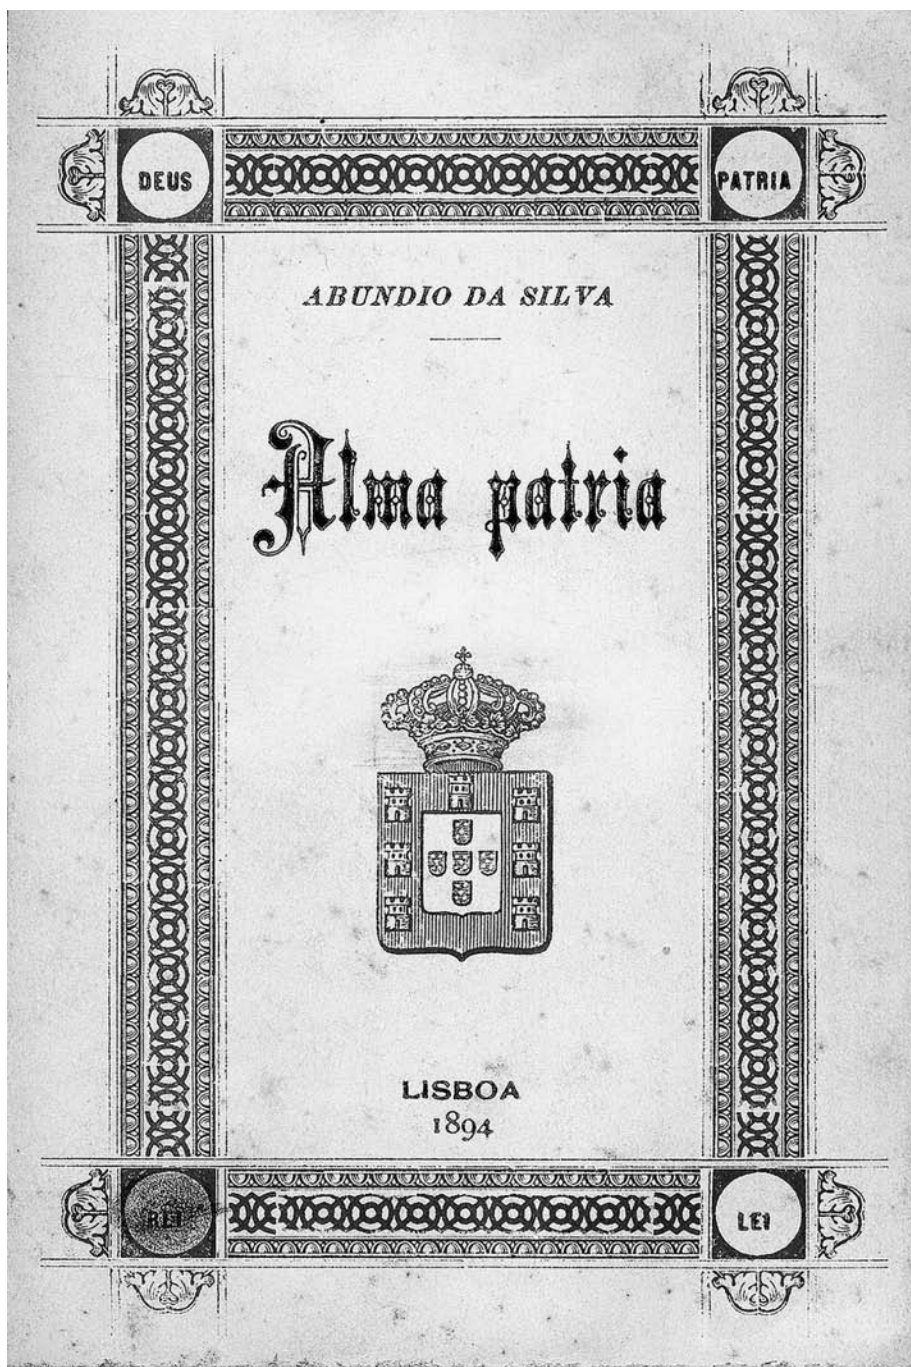 DEUS
PATRIA
ABUNDIO DA SILVA
Alma patria
LISBOA
1894
REI
LEI